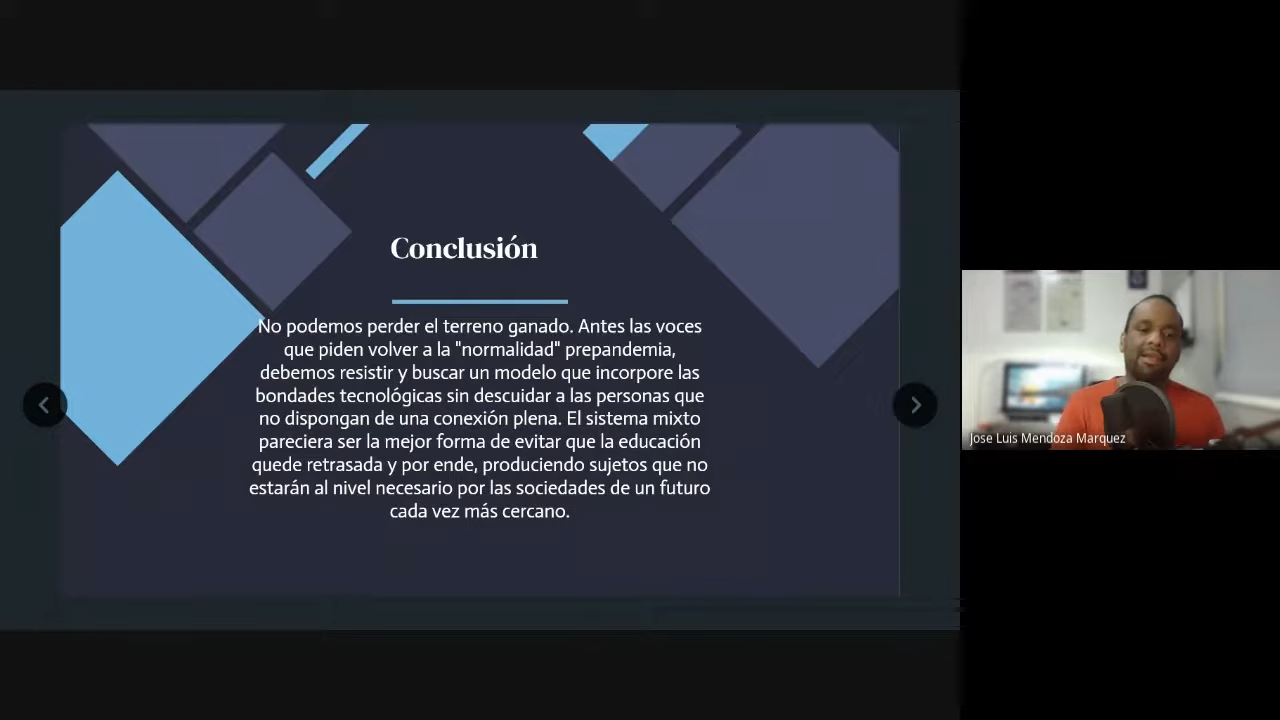 Conclusión
No podemos perder el terreno ganado. Antes las voces
que piden volver a la "normalidad" prepandemia,
debemos resistir y buscar un modelo que incorpore las
bondades tecnológicas sin descuidar a las personas que
no dispongan de una conexión plena. El sistema mixto
pareciera ser la mejor forma de evitar que la educación
quede retrasada y por ende, produciendo sujetos que no
estarán al nivel necesario por las sociedades de un futuro
cada vez más cercano.
Jose Luis Mendoza Marquez